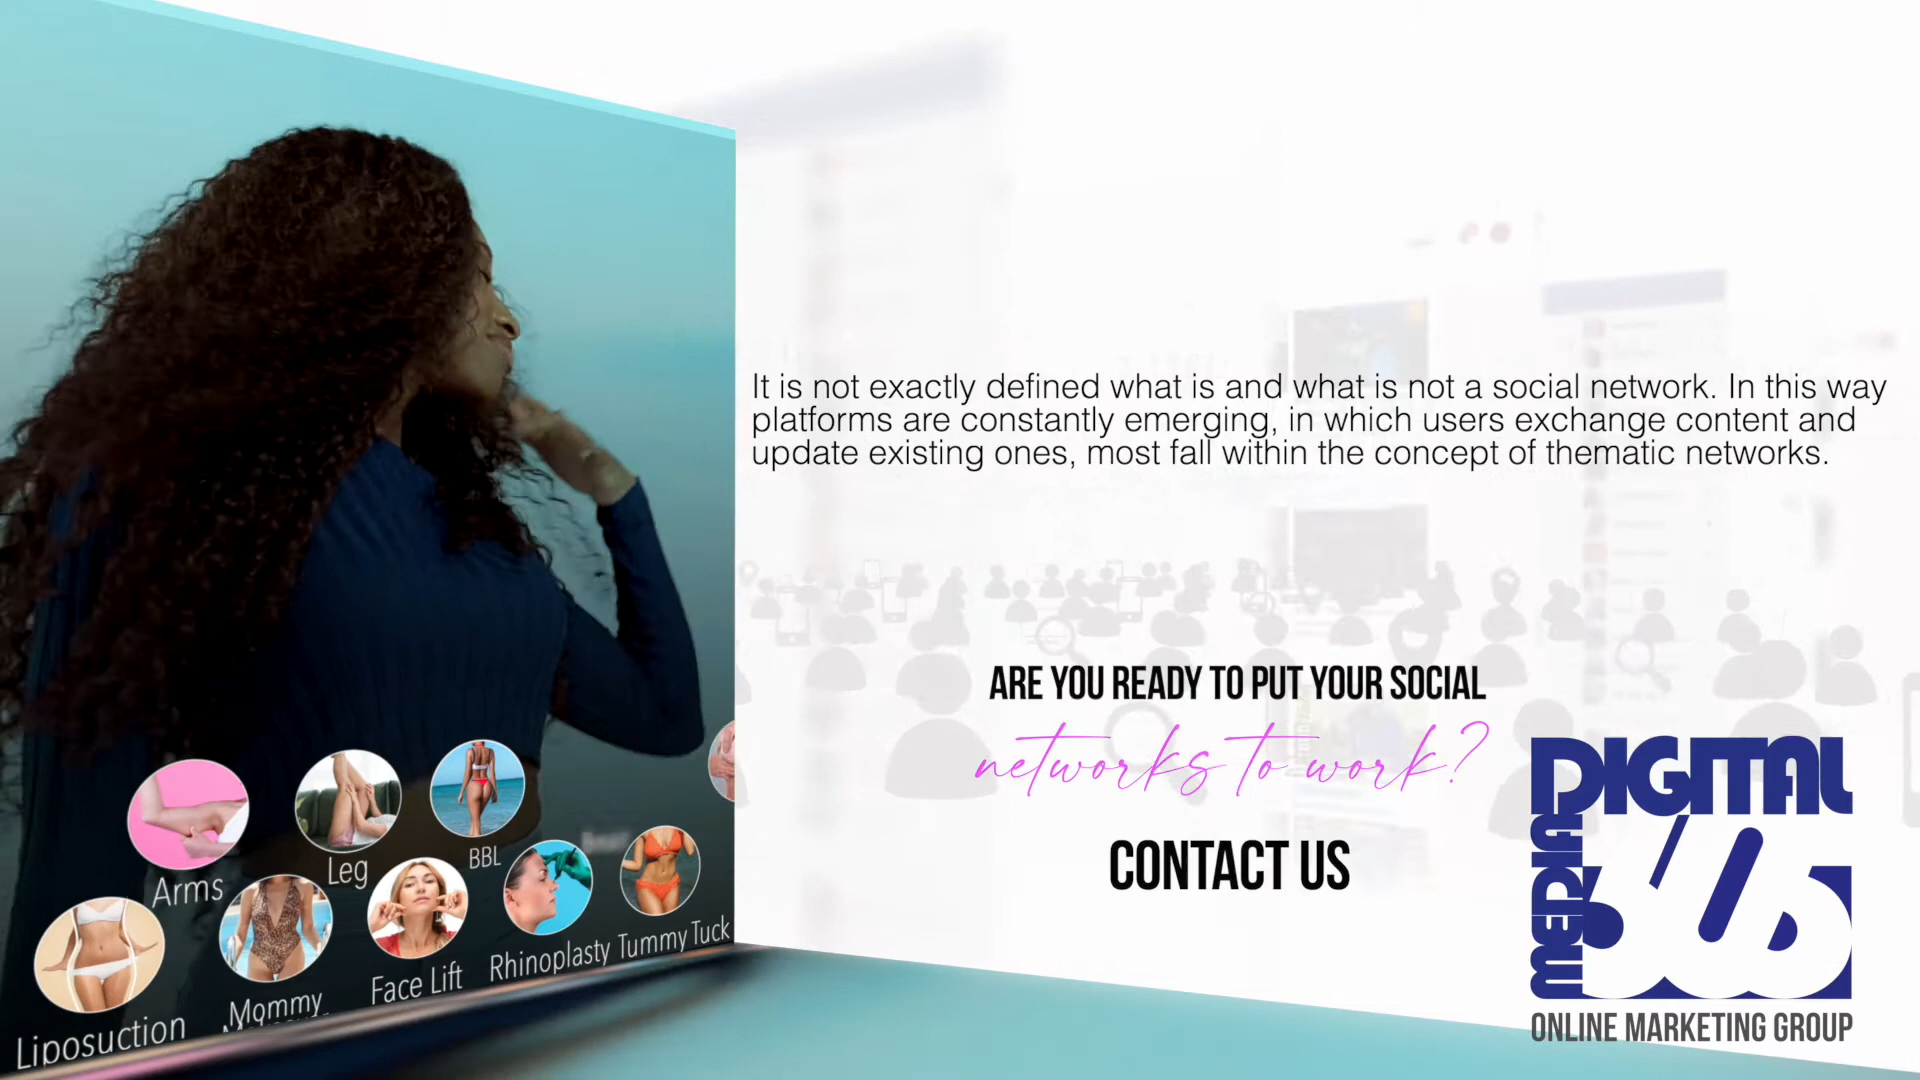 It is not exactly defined what is and what is not a social network. In this way
platforms are constantly emerging, in which users exchange content and
update existing ones, most fall within the concept of thematic networks.
ARE YOU READY TO PUT YOUR SOCIAL
networks to work?
CONTACT US
Arms
Leg
BBL
Liposuction
Mommy
Face Lift
Rhinoplasty
Tummy Tuck
DIGITAL
MEDIA
ONLINE MARKETING GROUP